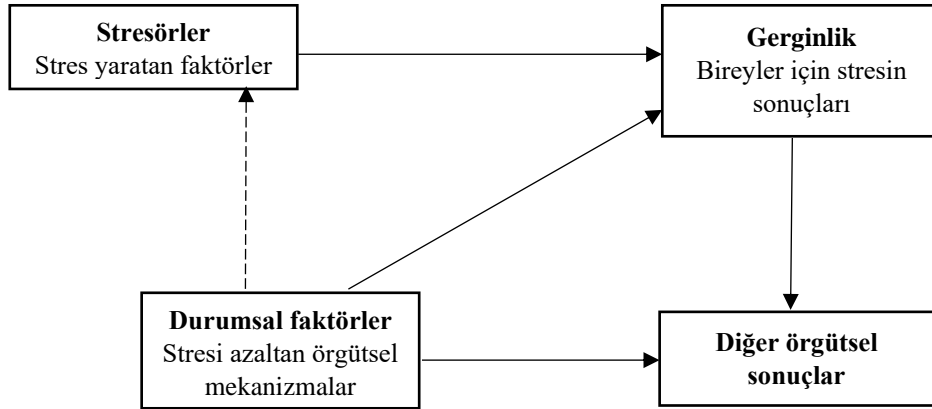 Stresörler
Stres yaratan faktörler
Gerginlik
Bireyler için stresin
sonuçları
Durumsal faktörler
Stresi azaltan örgütsel
mekanizmalar
Diğer örgütsel
sonuçlar